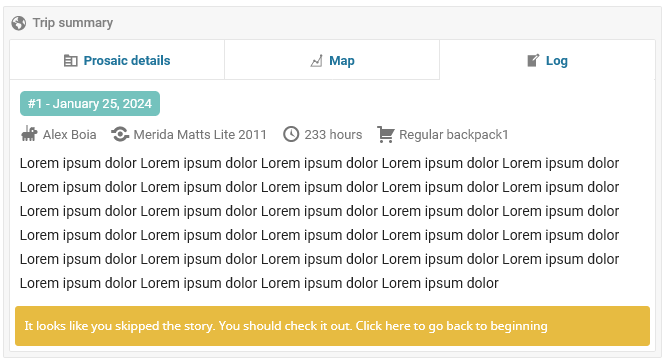 Trip summary
Prosaic details
Map
Log
#1 - January 25, 2024
Alex Boia Merida Matts Lite 2011 233 hours Regular backpack1
Lorem ipsum dolor Lorem ipsum dolor Lorem ipsum dolor Lorem ipsum dolor Lorem ipsum dolor
Lorem ipsum dolor Lorem ipsum dolor Lorem ipsum dolor Lorem ipsum dolor Lorem ipsum dolor
Lorem ipsum dolor Lorem ipsum dolor Lorem ipsum dolor Lorem ipsum dolor Lorem ipsum dolor
Lorem ipsum dolor Lorem ipsum dolor Lorem ipsum dolor Lorem ipsum dolor Lorem ipsum dolor
Lorem ipsum dolor Lorem ipsum dolor Lorem ipsum dolor Lorem ipsum dolor Lorem ipsum dolor
Lorem ipsum dolor Lorem ipsum dolor Lorem ipsum dolor Lorem ipsum dolor
It looks like you skipped the story. You should check it out. Click here to go back to beginning